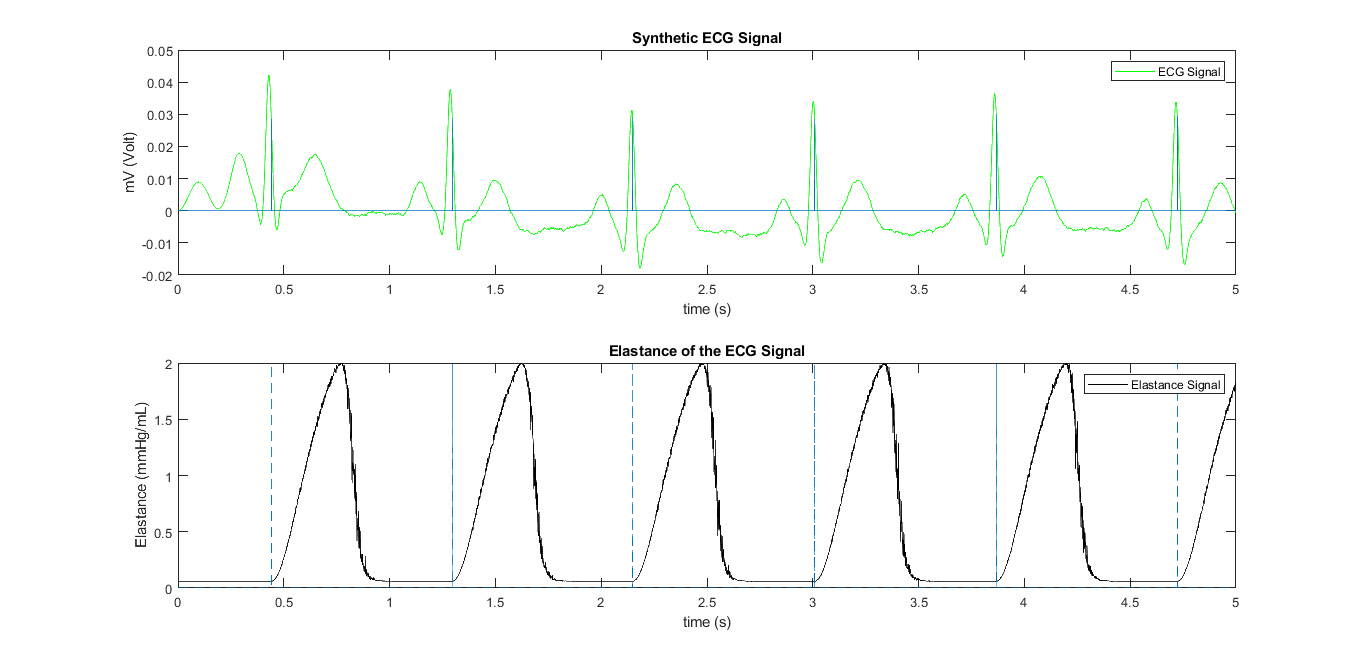 Synthetic ECG Signal
0.05
0.04
0.03
0.02
0.01
0
-0.01
-0.02
mV (Volt)
ECG Signal
0 0.5 1 1.5 2 2.5 3 3.5 4 4.5 5
time (s)
Elastance of the ECG Signal
2
1.5
1
0.5
0
Elastance (mmHg/mL)
Elastance Signal
0 0.5 1 1.5 2 2.5 3 3.5 4 4.5 5
time (s)